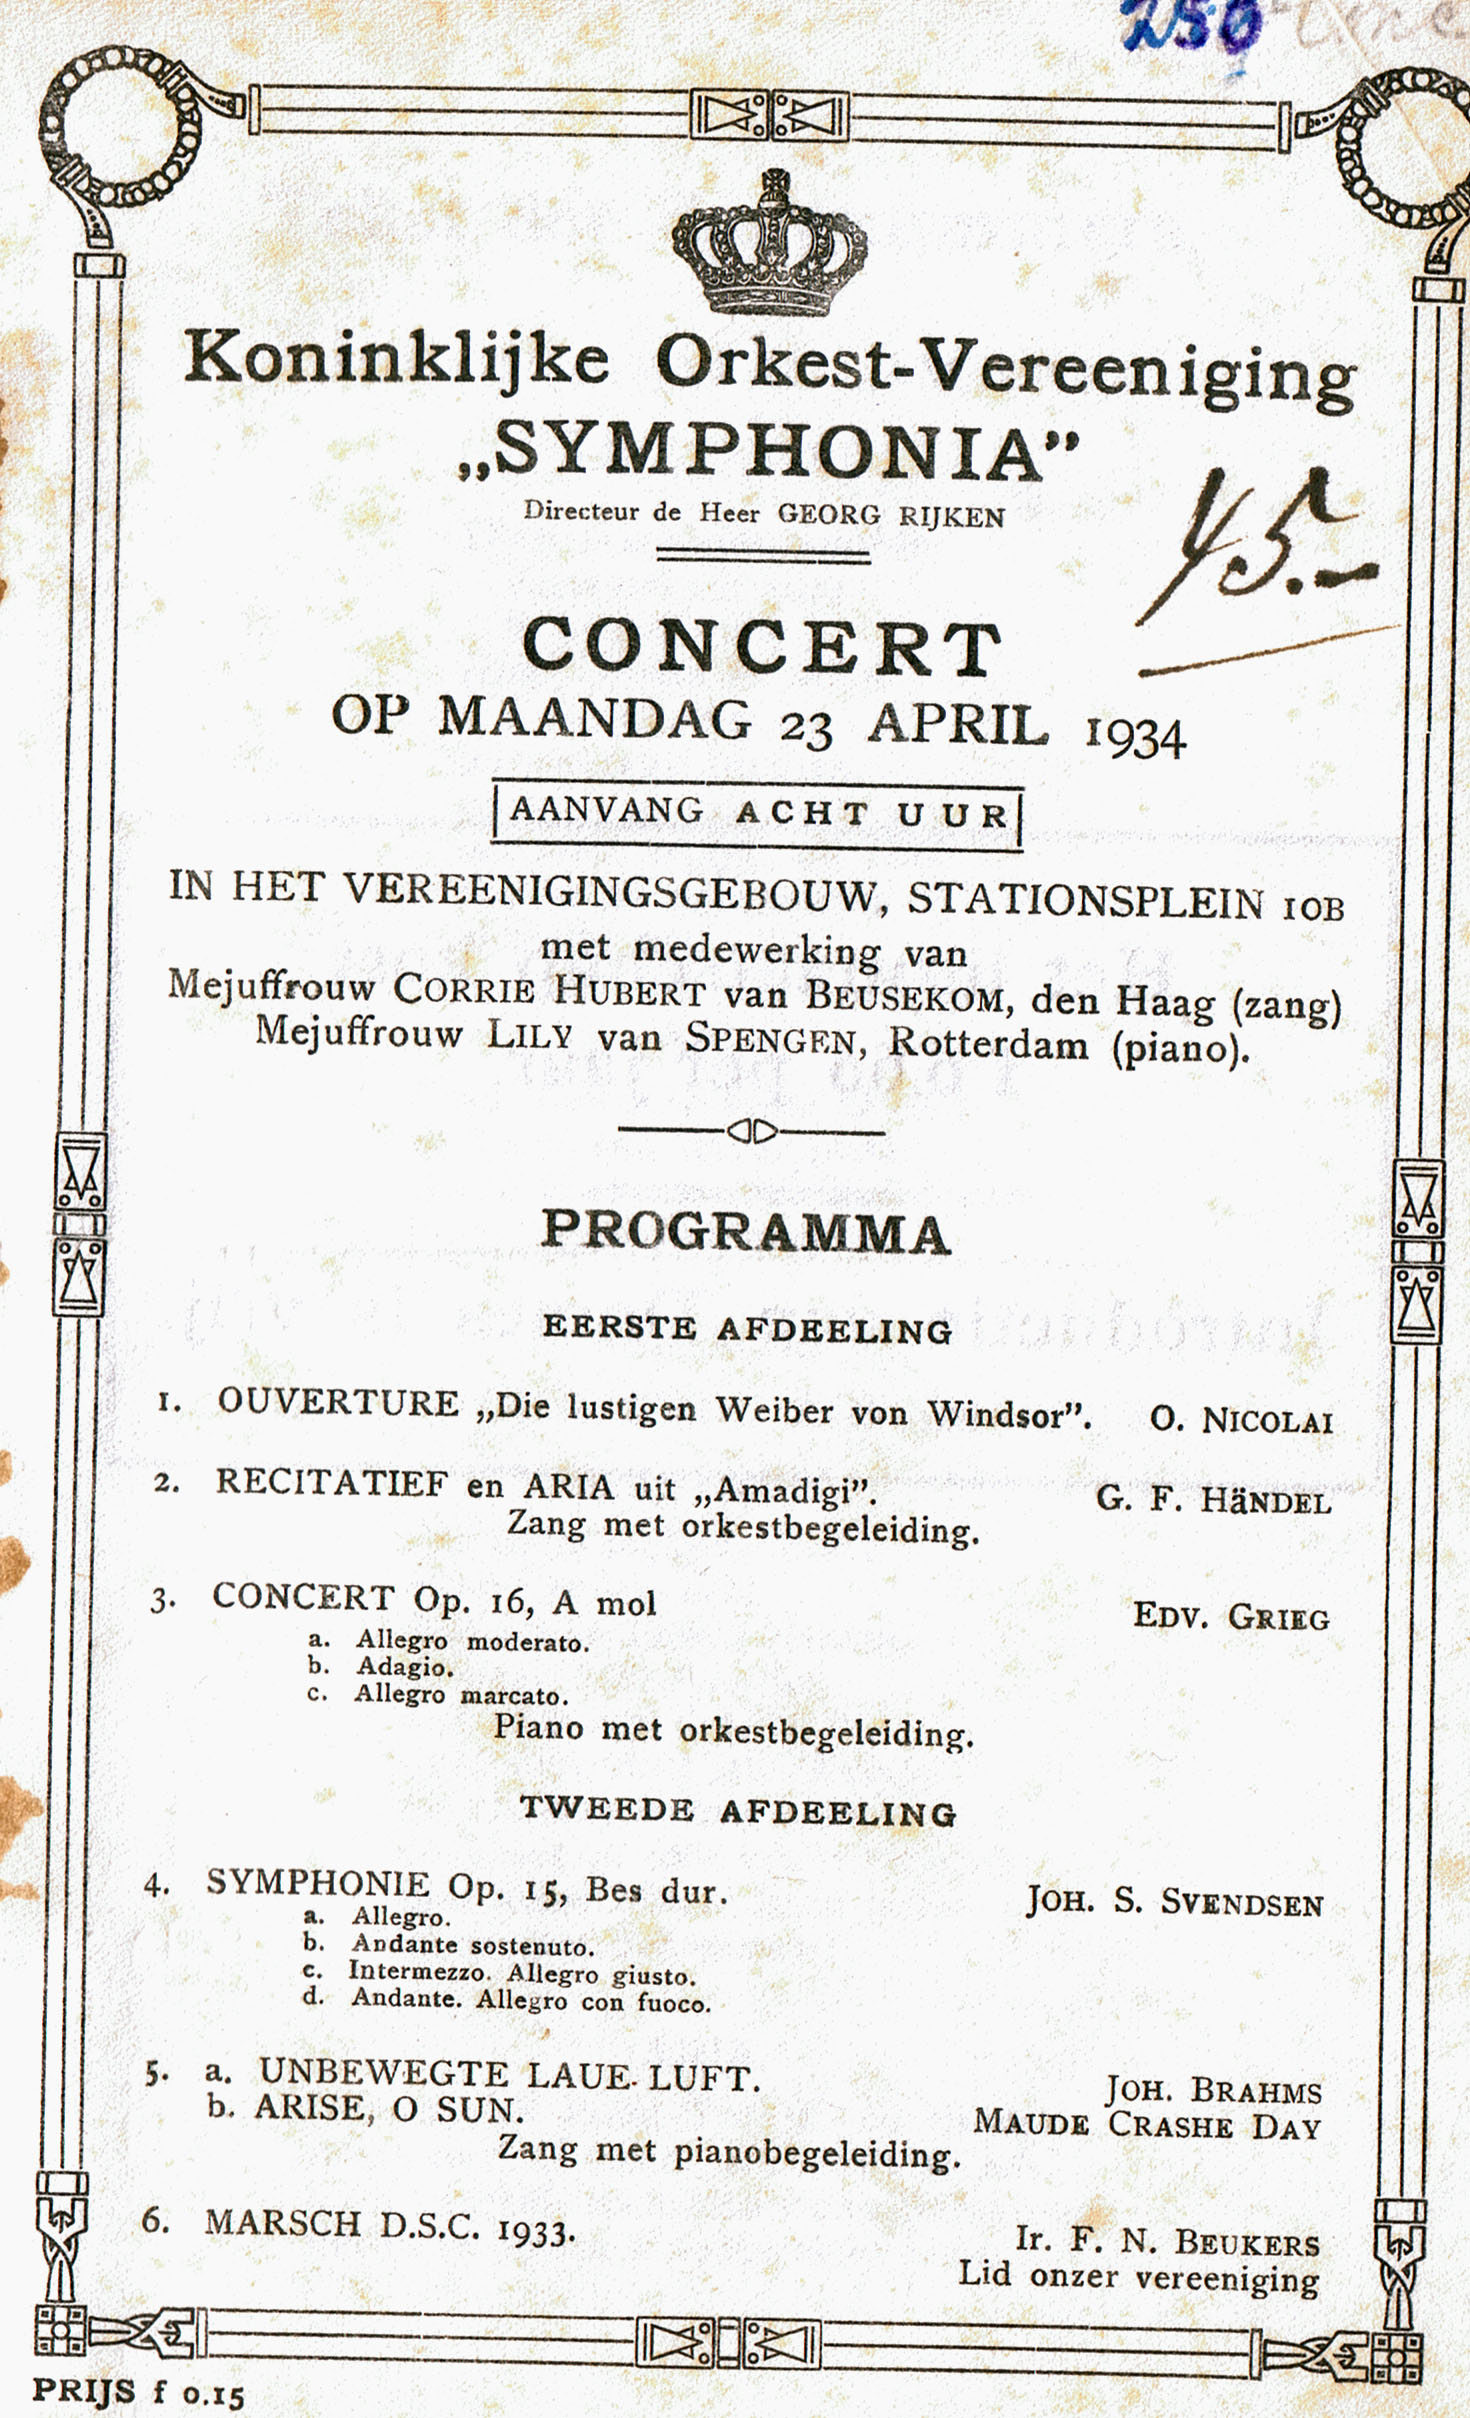 250
Koninklijke Orkest-Vereeniging
„SYMPHONIA”
Directeur de Heer GEORG RIJKEN
45.-
CONCERT
OP MAANDAG 23 APRIL 1934
AANVANG ACHT UUR
IN HET VEREENIGINGSGEBOUW, STATIONSPLEIN 10B
met medewerking van
Mejuffrouw CORRIE HUBERT van BEUSEKOM, den Haag (zang)
Mejuffrouw LILY van SPENGEN, Rotterdam (piano).
PROGRAMMA
EERSTE AFDEELING
1. OUVERTURE „Die lustigen Weiber von Windsor”. O. NICOLAI
2. RECITATIEF en ARIA uit „Amadigi”. G. F. HäNDEL
Zang met orkestbegeleiding.
3. CONCERT Op. 16, A mol EDV. GRIEG
a. Allegro moderato.
b. Adagio.
c. Allegro marcato.
Piano met orkestbegeleiding.
TWEEDE AFDEELING
4. SYMPHONIE Op. 15, Bes dur. JOH. S. SVENDSEN
a. Allegro.
b. Andante sostenuto.
c. Intermezzo. Allegro giusto.
d. Andante. Allegro con fuoco.
5. a. UNBEWEGTE LAUE LUFT. JOH. BRAHMS
b. ARISE, O SUN. MAUDE CRASHE DAY
Zang met pianobegeleiding.
6. MARSCH D.S.C. 1933. Ir. F. N. BEUKERS
Lid onzer vereeniging
PRIJS f 0.15